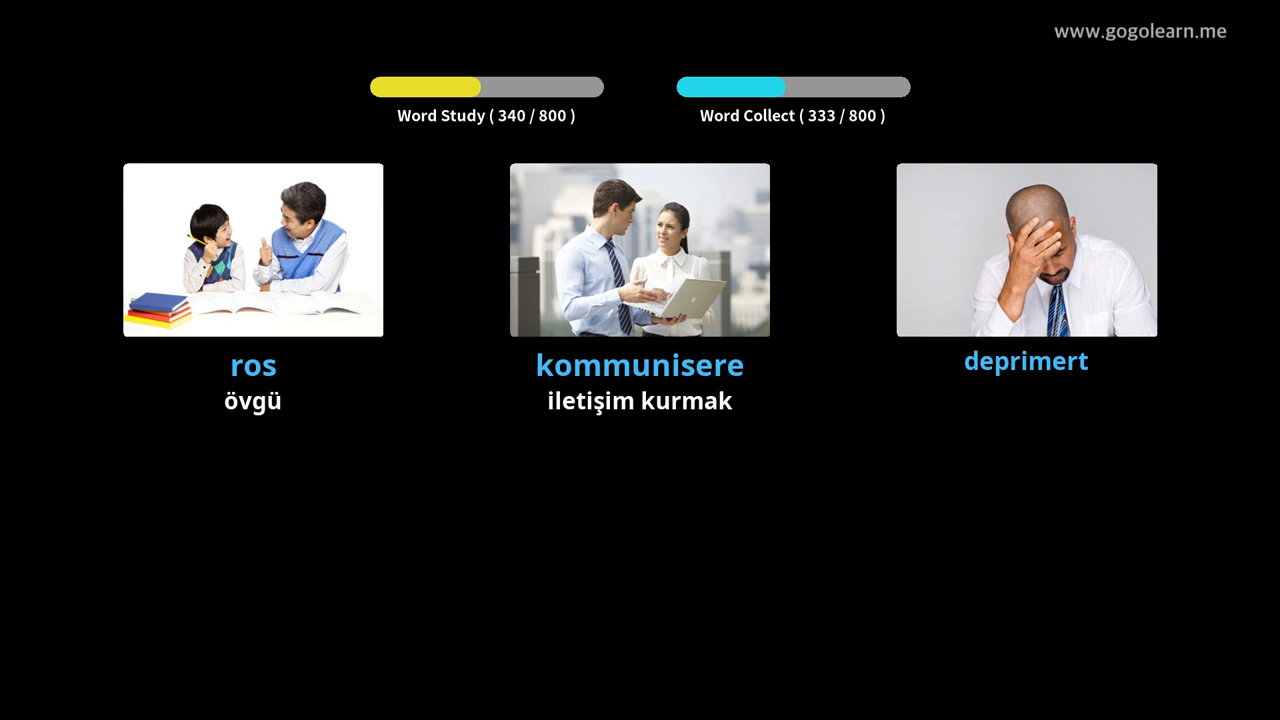 www.gogolearn.me
Word Study ( 340 / 800 )
Word Collect ( 333 / 800 )
ros
övgü
kommunisere
iletişim kurmak
deprimert